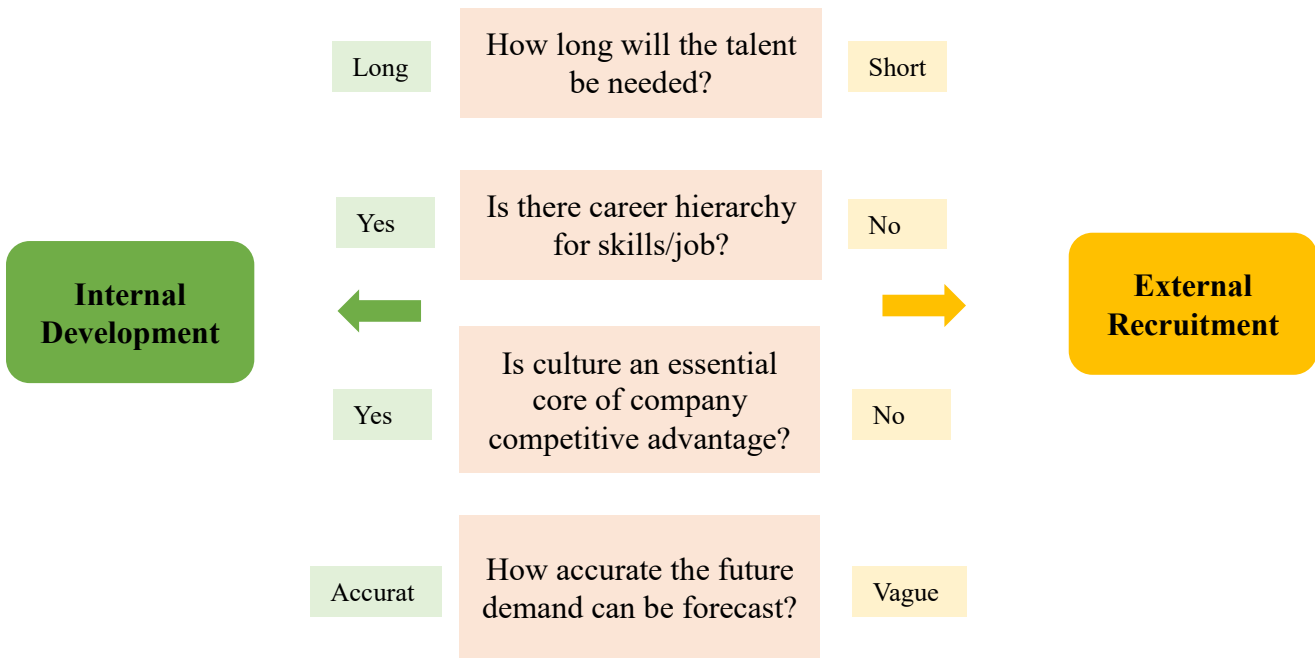 How long will the talent
be needed?
Long
Short
Is there career hierarchy
for skills/job?
Yes
No
Internal
Development
External
Recruitment
Is culture an essential
core of company
competitive advantage?
Yes
No
How accurate the future
demand can be forecast?
Accurat
Vague